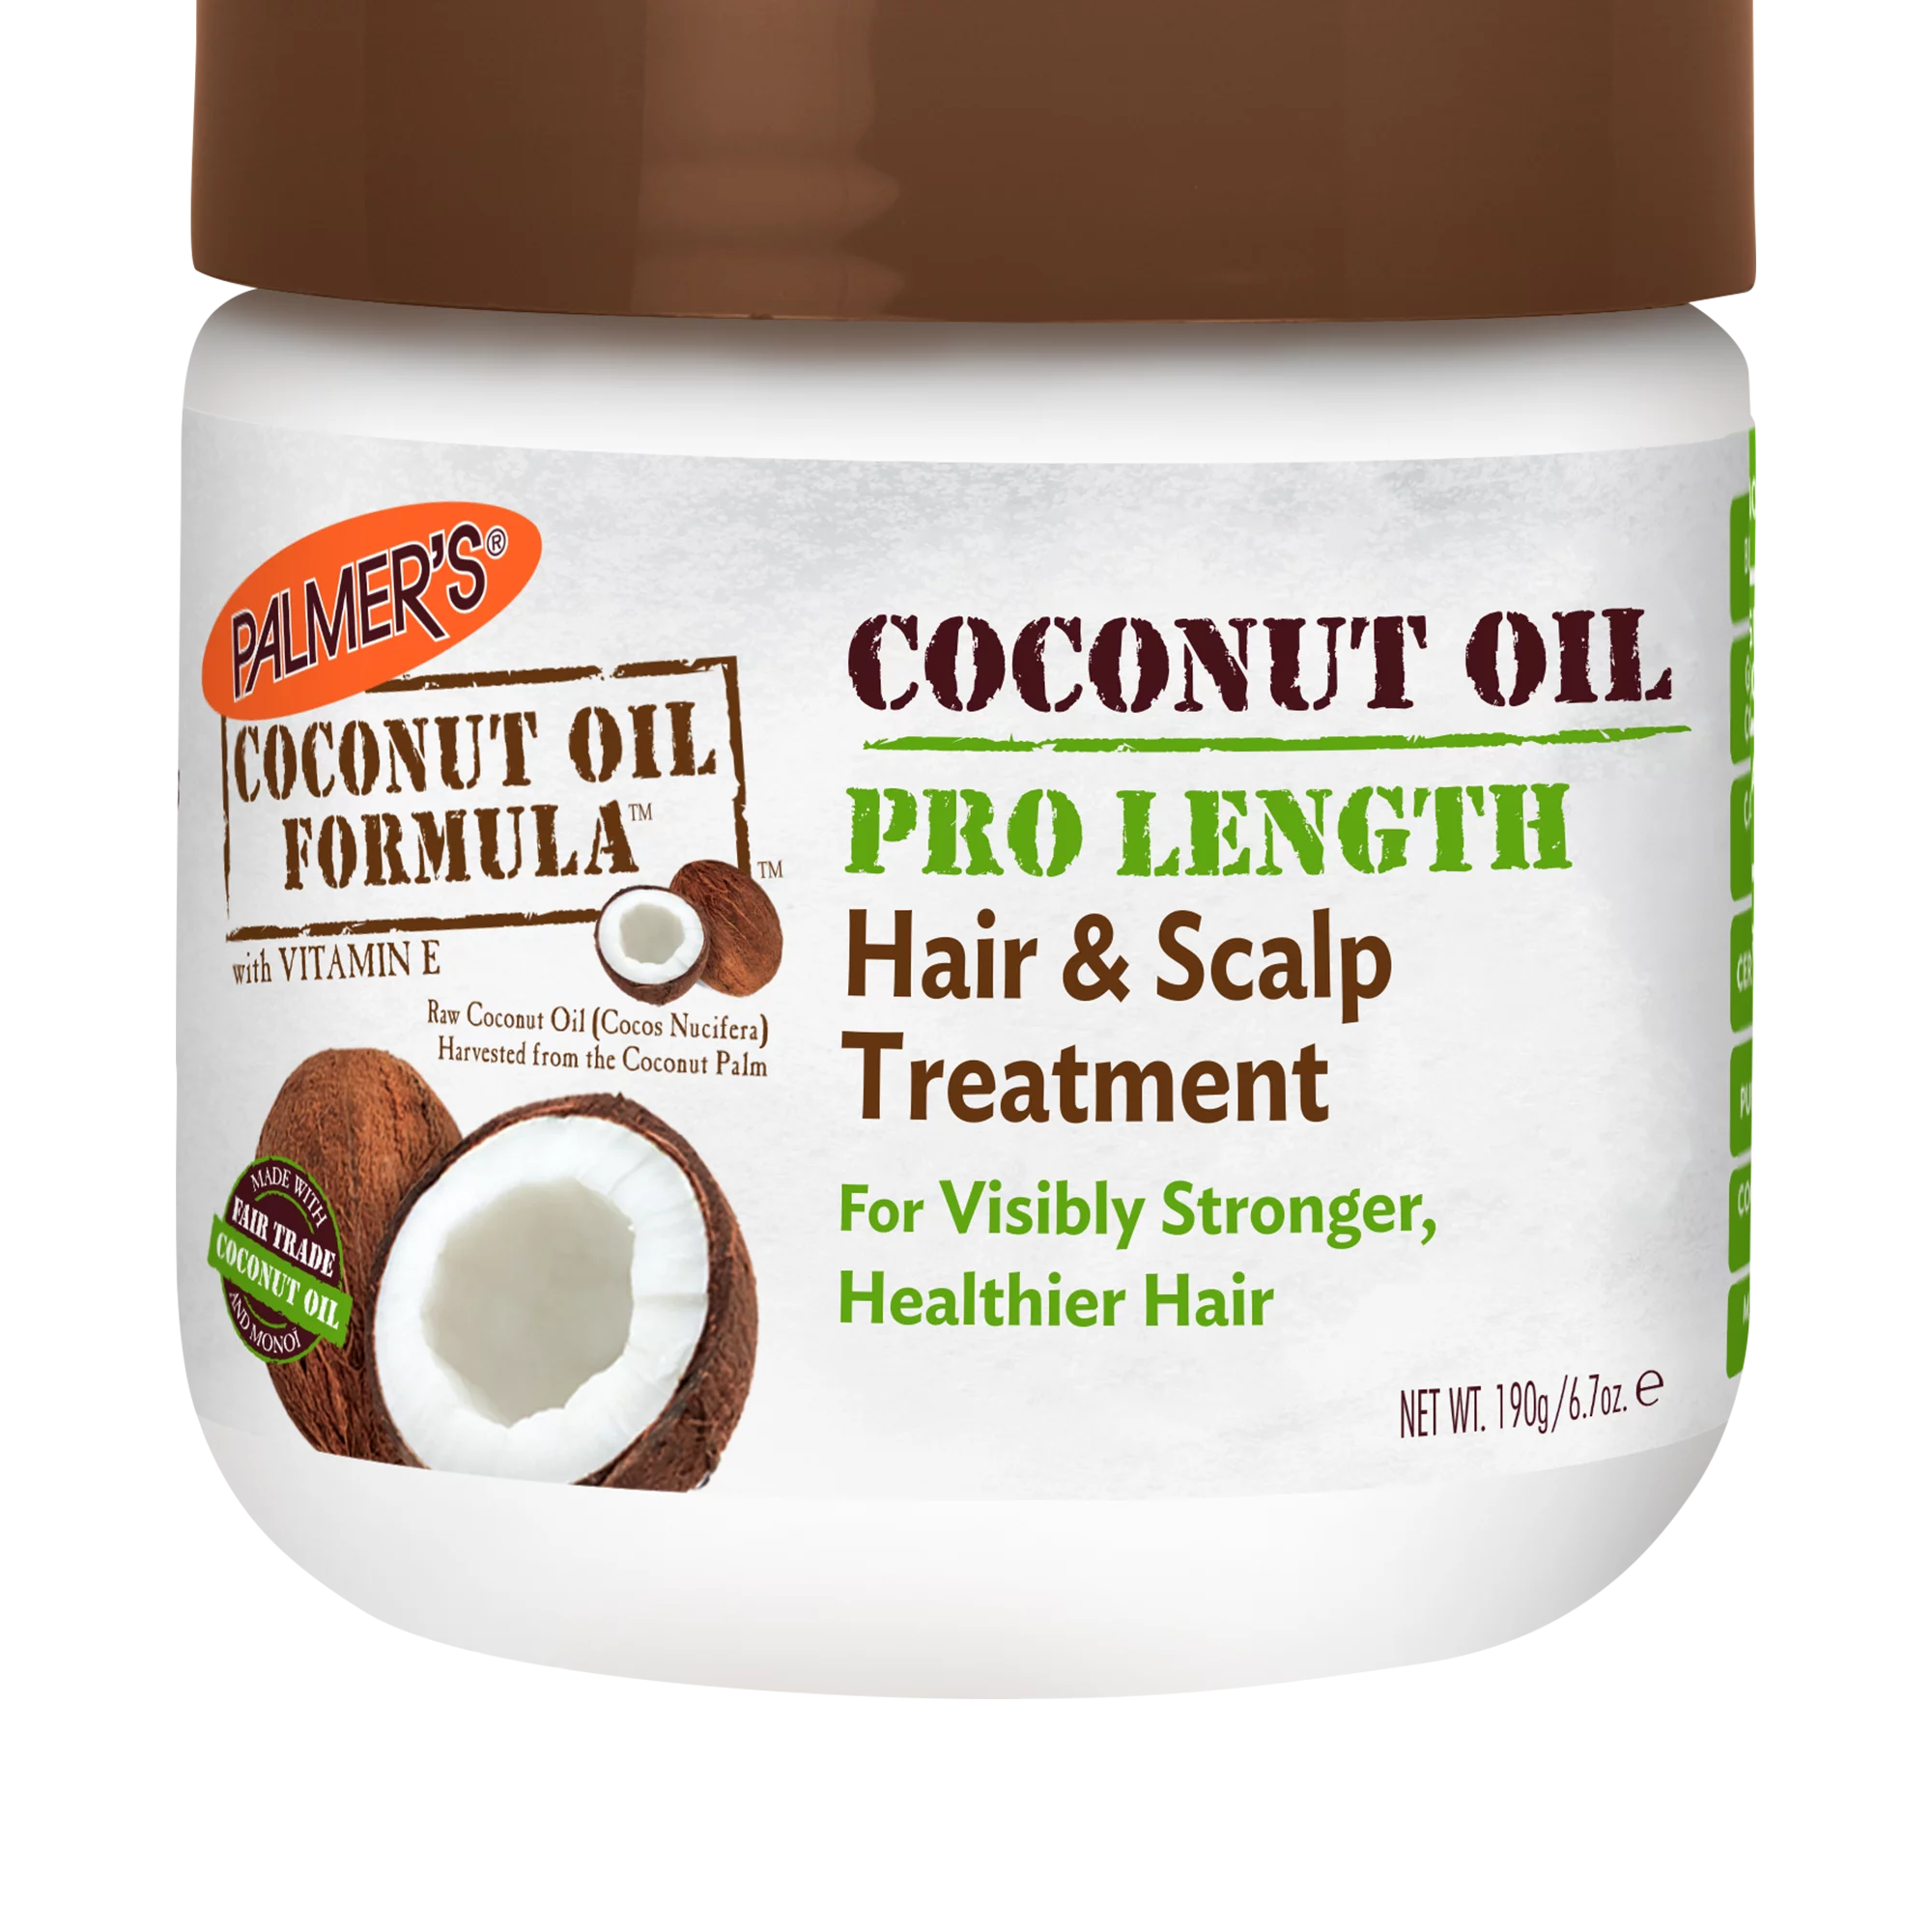 PALMER'S®
COCONUT OIL
FORMULA™
™
with VITAMIN E
Raw Coconut Oil (Cocos Nucifera)
Harvested from the Coconut Palm
MADE WITH
FAIR TRADE
COCONUT OIL
AND MONOÏ
COCONUT OIL
PRO LENGTH
Hair & Scalp
Treatment
For Visibly Stronger,
Healthier Hair
NET WT. 190g/6.7oz. ℮